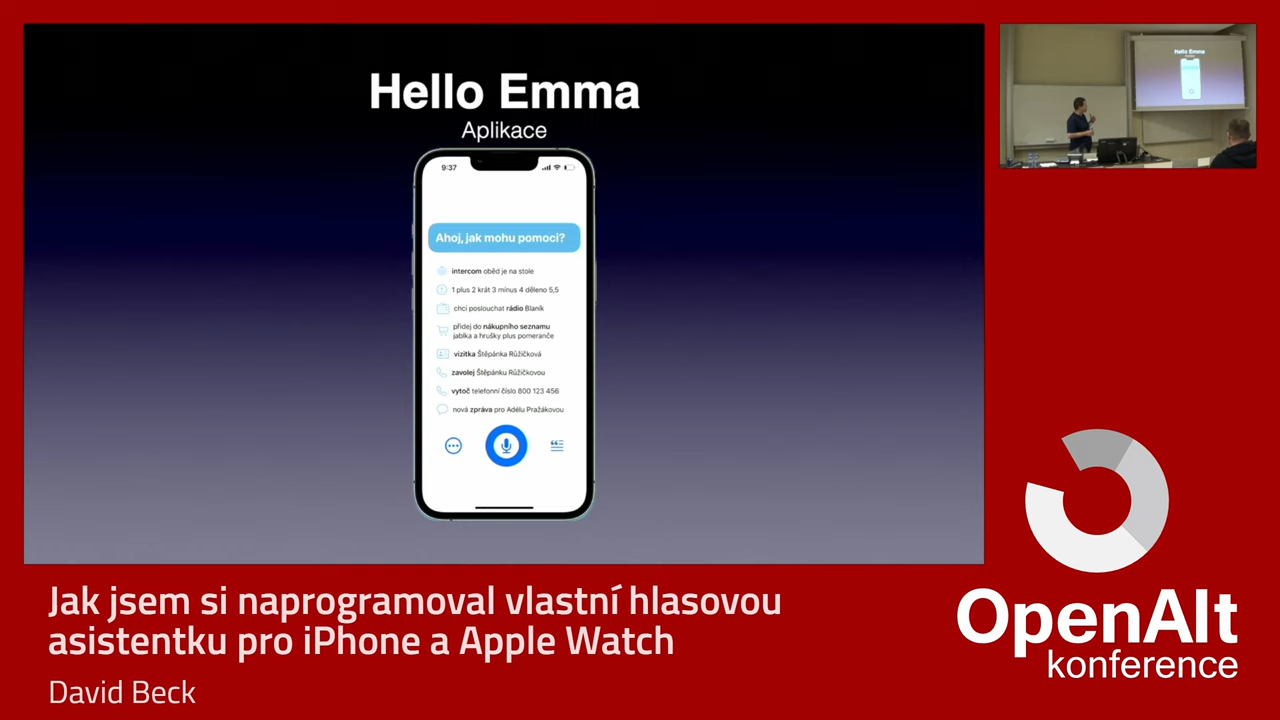 Hello Emma
Aplikace
9:37
Ahoj, jak mohu pomoci?
intercom oběd je na stole
1 plus 2 krát 3 mínus 4 děleno 5,5
chci poslouchat rádio Blaník
přidej do nákupního seznamu
jablka a hrušky plus pomeranče
vizitka Štěpánka Růžičková
zavolej Štěpánku Růžičkovou
vytoč telefonní číslo 800 123 456
nová zpráva pro Adélu Pražákovou
Hello Emma
Jak jsem si naprogramoval vlastní hlasovou
asistentku pro iPhone a Apple Watch
David Beck
OpenAlt
konference